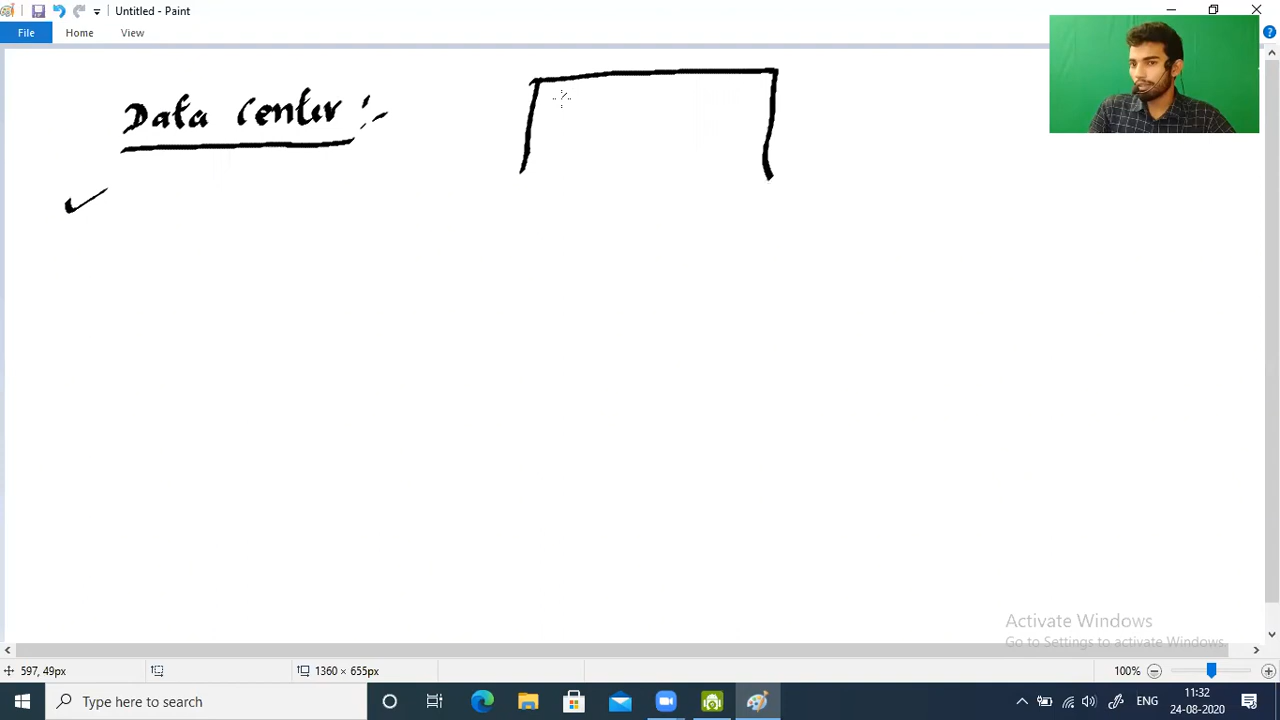 Untitled - Paint
File Home View
Data Center :-
Activate Windows
Go to Settings to activate Windows.
597, 49px
1360 × 655px
100%
Type here to search
ENG
11:32
24-08-2020